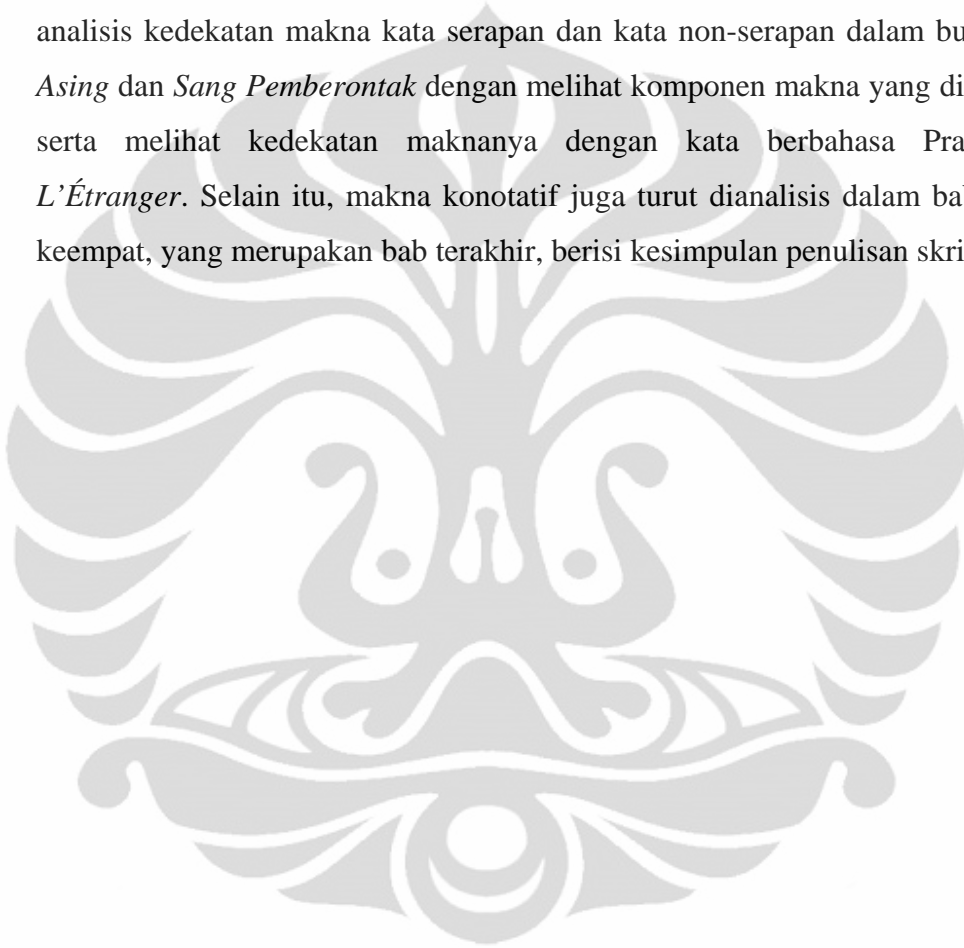 analisis kedekatan makna kata serapan dan kata non-serapan dalam bu
Asing dan Sang Pemberontak dengan melihat komponen makna yang di
serta melihat kedekatan maknanya dengan kata berbahasa Pra
L’Étranger. Selain itu, makna konotatif juga turut dianalisis dalam ba
keempat, yang merupakan bab terakhir, berisi kesimpulan penulisan skri